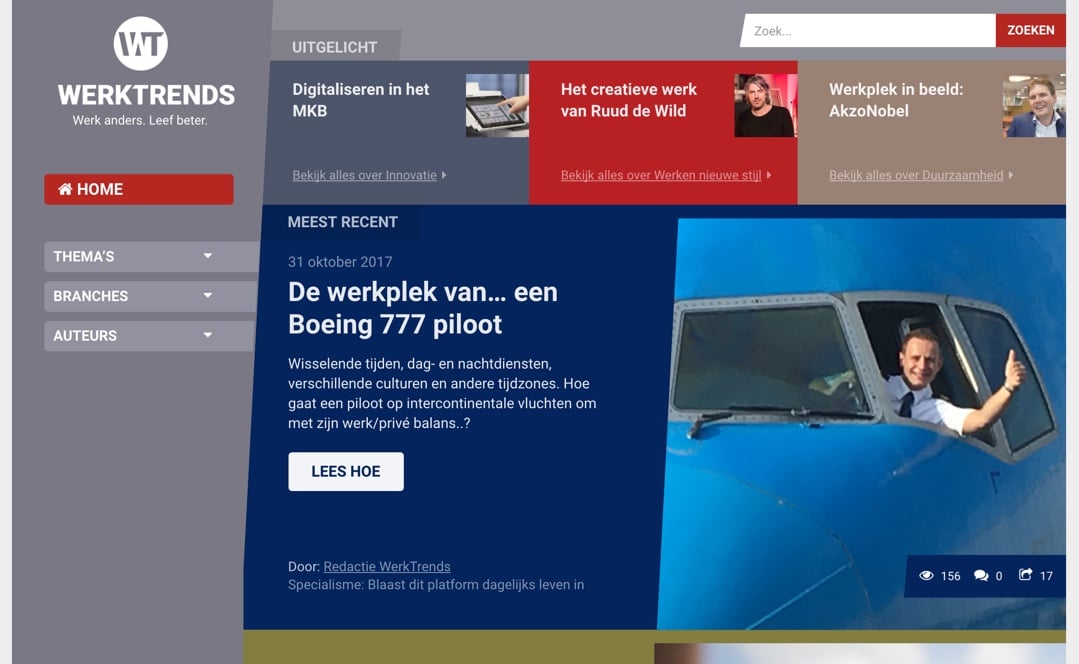 WT
WERKTRENDS
Werk anders. Leef beter.
HOME
THEMA'S
BRANCHES
AUTEURS
Zoek...
ZOEKEN
UITGELICHT
Digitaliseren in het
MKB
Bekijk alles over Innovatie
Het creatieve werk
van Ruud de Wild
Bekijk alles over Werken nieuwe stijl
Werkplek in beeld:
AkzoNobel
Bekijk alles over Duurzaamheid
MEEST RECENT
31 oktober 2017
De werkplek van... een
Boeing 777 piloot
Wisselende tijden, dag- en nachtdiensten,
verschillende culturen en andere tijdzones. Hoe
gaat een piloot op intercontinentale vluchten om
met zijn werk/privé balans..?
LEES HOE
Door: Redactie WerkTrends
Specialisme: Blaast dit platform dagelijks leven in
156 0 17